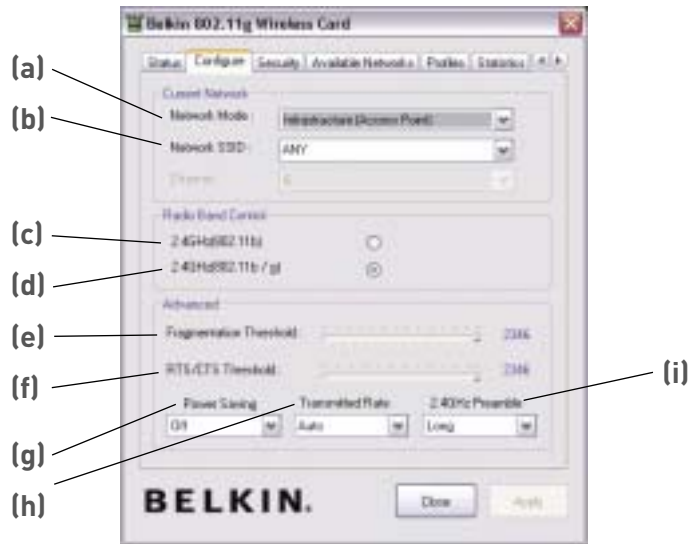 Belkin 802.11g Wireless Card
Status Configure Security Available Networks Profiles Statistics
Current Network
(a)
Network Mode :
Infrastructure (Access Point)
(b)
Network SSID :
ANY
Channel
6
Radio Band Control
(c)
2.4GHz(802.11b)
(d)
2.4GHz(802.11b / g)
Advanced
(e)
Fragmentation Threshold:
2346
(f)
RTS/CTS Threshold:
2346
(i)
Power Saving Transmitted Rate 2.4GHz Preamble
Off Auto Long
(g)
(h)
BELKIN.
Close Apply